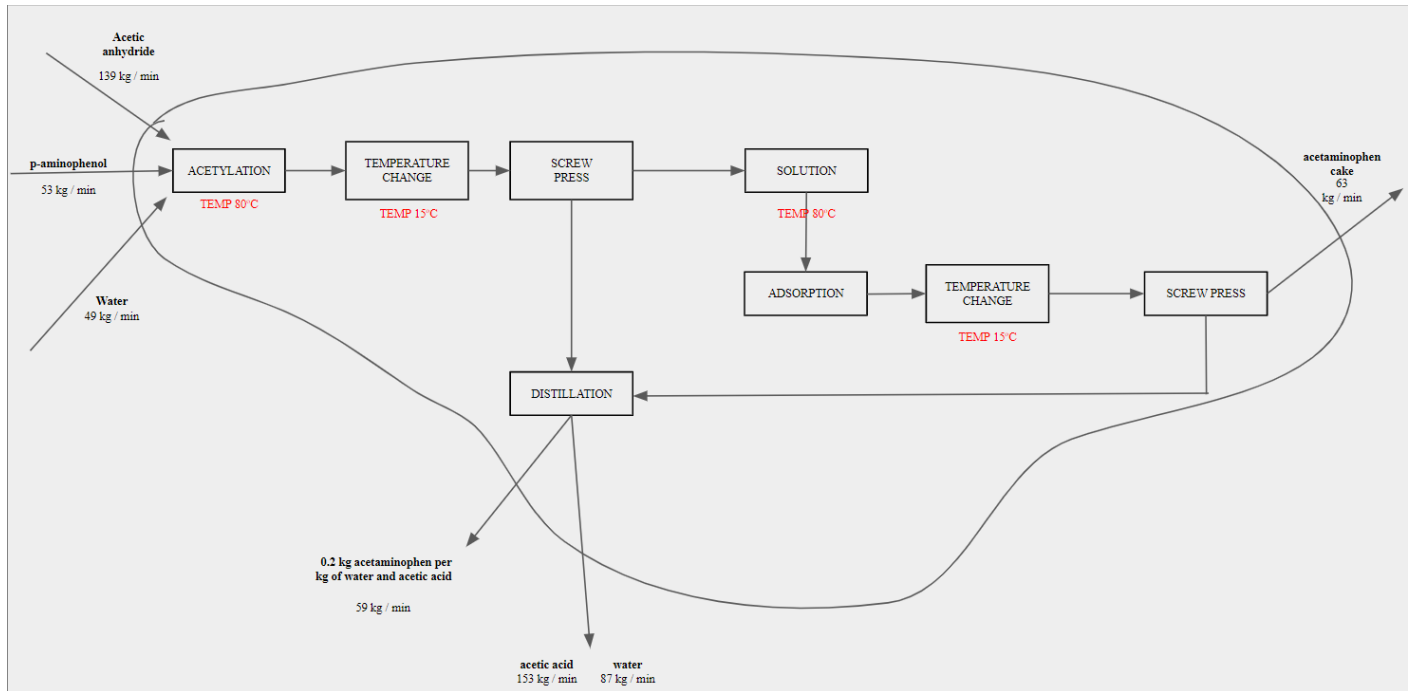 Acetic
anhydride
139 kg / min
p-aminophenol
53 kg / min
Water
49 kg / min
ACETYLATION
TEMP 80°C
TEMPERATURE
CHANGE
TEMP 15°C
SCREW
PRESS
SOLUTION
TEMP 80°C
ADSORPTION
TEMPERATURE
CHANGE
TEMP 15°C
SCREW PRESS
acetaminophen
cake
63
kg / min
DISTILLATION
0.2 kg acetaminophen per
kg of water and acetic acid
59 kg / min
acetic acid
153 kg / min
water
87 kg / min